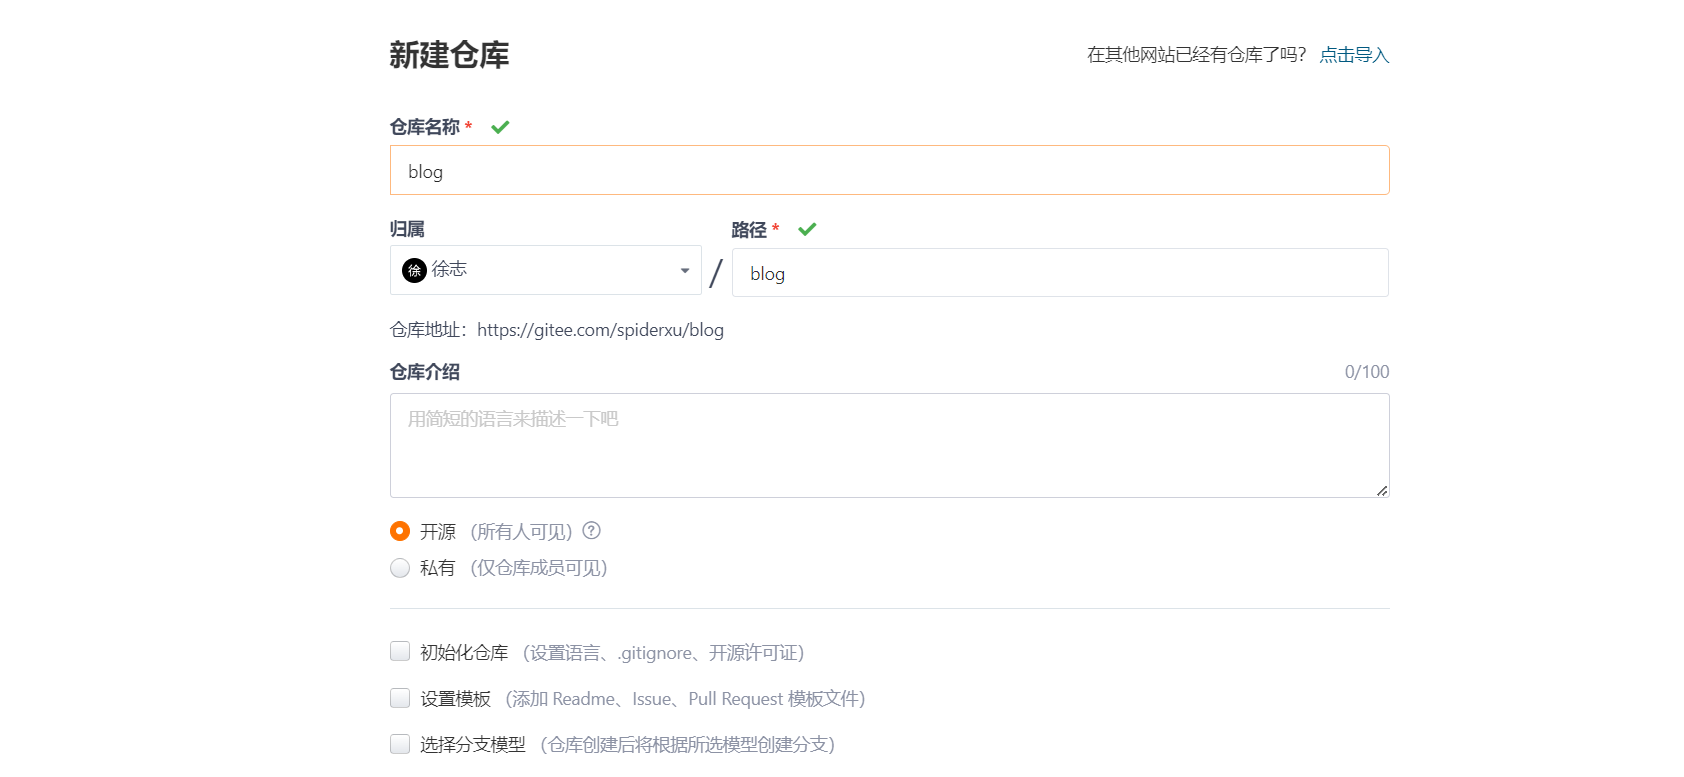 新建仓库
在其他网站已经有仓库了吗? 点击导入
仓库名称 *
blog
归属
路径 *
徐 徐志
/
blog
仓库地址：https://gitee.com/spiderxu/blog
仓库介绍
0/100
用简短的语言来描述一下吧
开源 （所有人可见） ?
私有 （仅仓库成员可见）
初始化仓库 （设置语言、.gitignore、开源许可证）
设置模板 （添加 Readme、Issue、Pull Request 模板文件）
选择分支模型 （仓库创建后将根据所选模型创建分支）